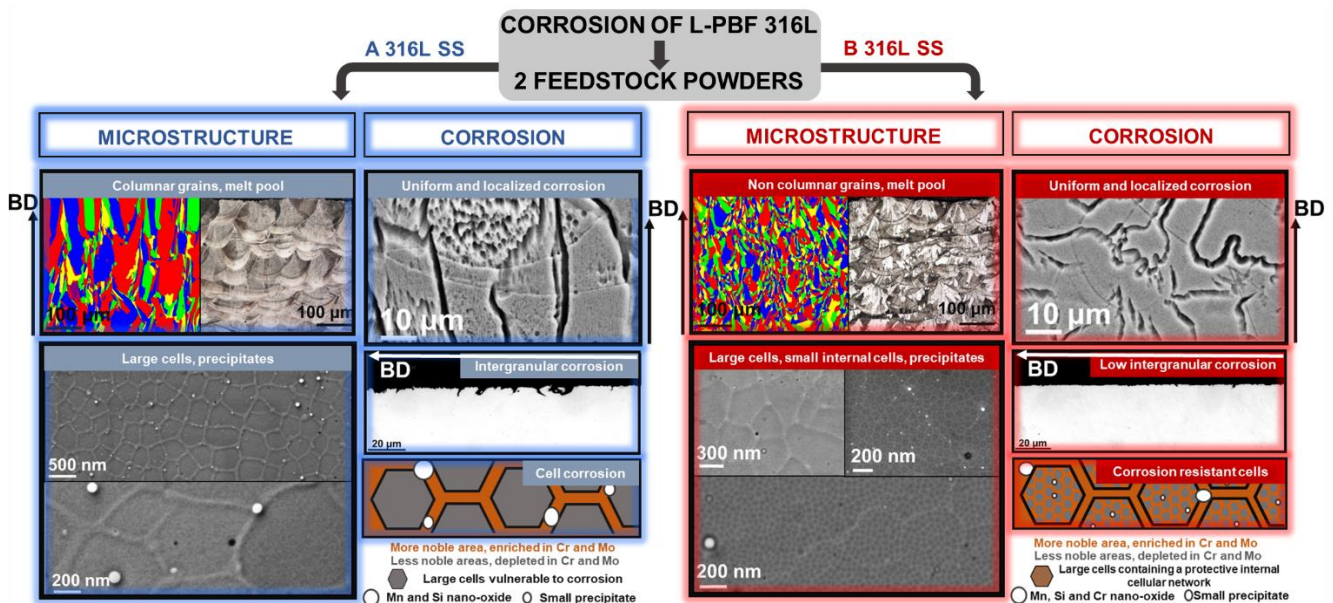 CORROSION OF L-PBF 316L
2 FEEDSTOCK POWDERS
A 316L SS
B 316L SS
MICROSTRUCTURE
CORROSION
Columnar grains, melt pool
BD
100 µm
100 µm
Uniform and localized corrosion
10 µm
BD
Large cells, precipitates
500 nm
200 nm
BD
Intergranular corrosion
20 µm
Cell corrosion
More noble area, enriched in Cr and Mo
Less noble areas, depleted in Cr and Mo
Large cells vulnerable to corrosion
Mn and Si nano-oxide
Small precipitate
MICROSTRUCTURE
CORROSION
Non columnar grains, melt pool
BD
100 µm
100 µm
Uniform and localized corrosion
10 µm
BD
Large cells, small internal cells, precipitates
300 nm
200 nm
200 nm
BD
Low intergranular corrosion
20 µm
Corrosion resistant cells
More noble area, enriched in Cr and Mo
Less noble areas, depleted in Cr and Mo
Large cells containing a protective internal
cellular network
Mn, Si and Cr nano-oxide
Small precipitate